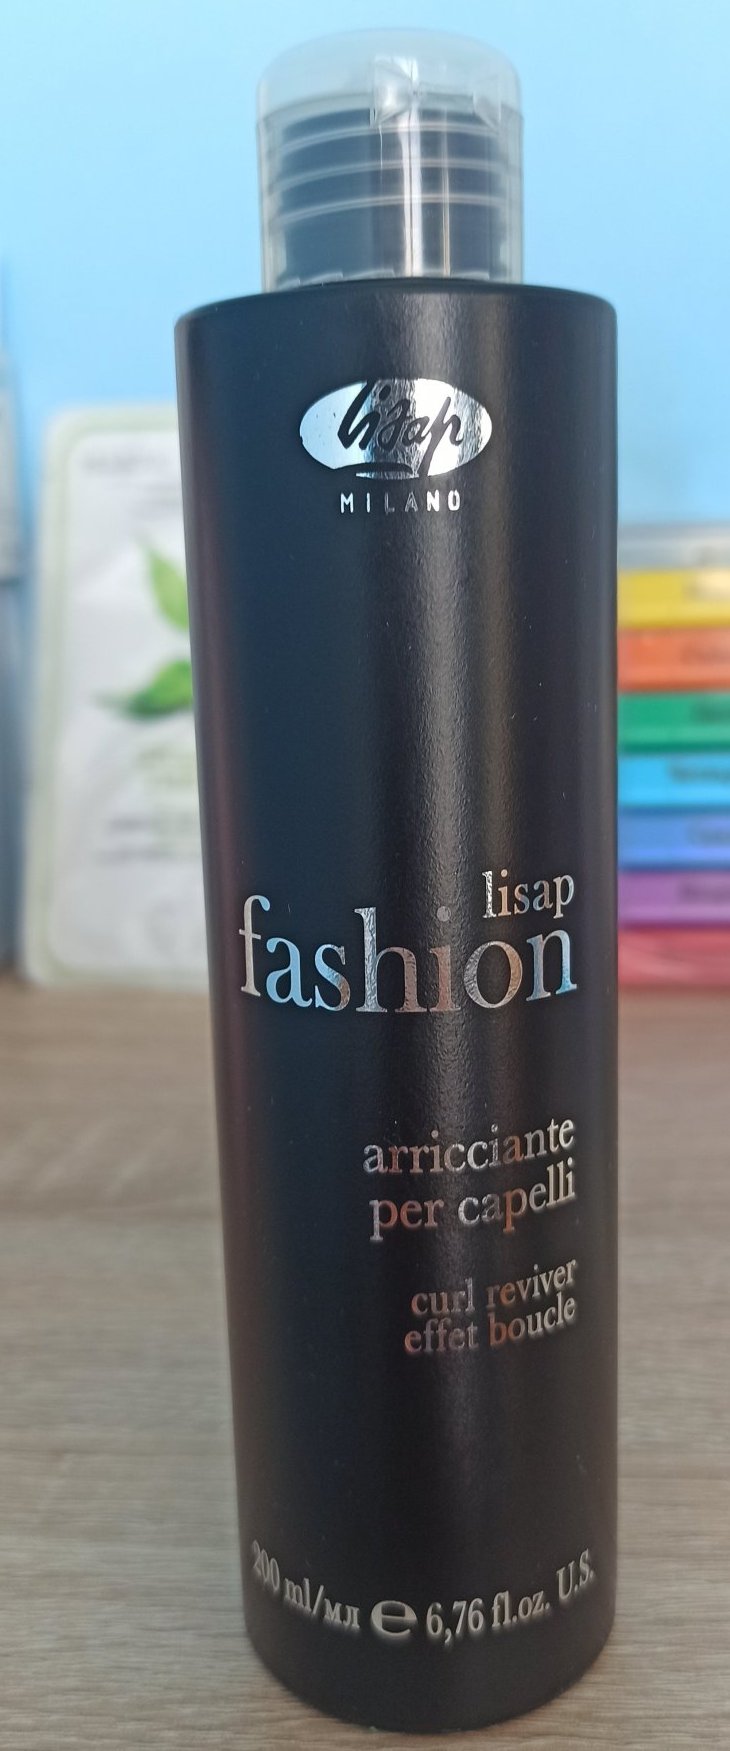 lisap
MILANO
lisap
fashion
arricciante
per capelli
curl reviver
effet boucle
200 ml/мл e 6,76 fl.oz. U.S.